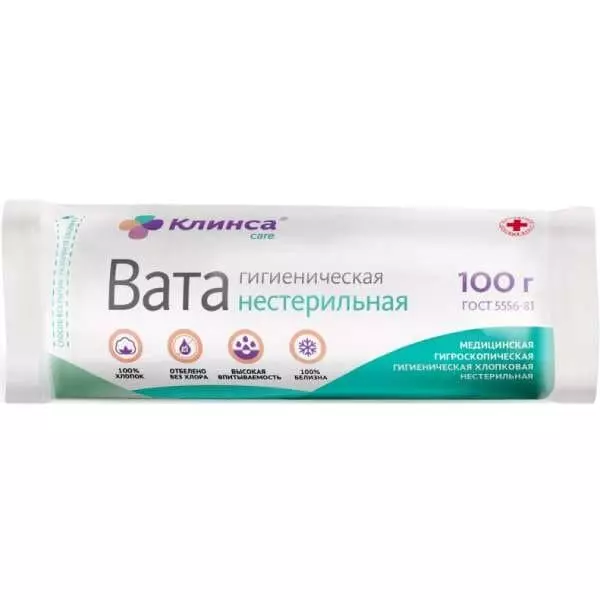 Клинса®
care
Вата
гигиеническая
нестерильная
100 г
ГОСТ 5556-81
100%
ХЛОПОК
ОТБЕЛЕНО
БЕЗ ХЛОРА
ВЫСОКАЯ
ВПИТЫВАЕМОСТЬ
100%
БЕЛИЗНА
МЕДИЦИНСКАЯ
ГИГРОСКОПИЧЕСКАЯ
ГИГИЕНИЧЕСКАЯ ХЛОПКОВАЯ
НЕСТЕРИЛЬНАЯ